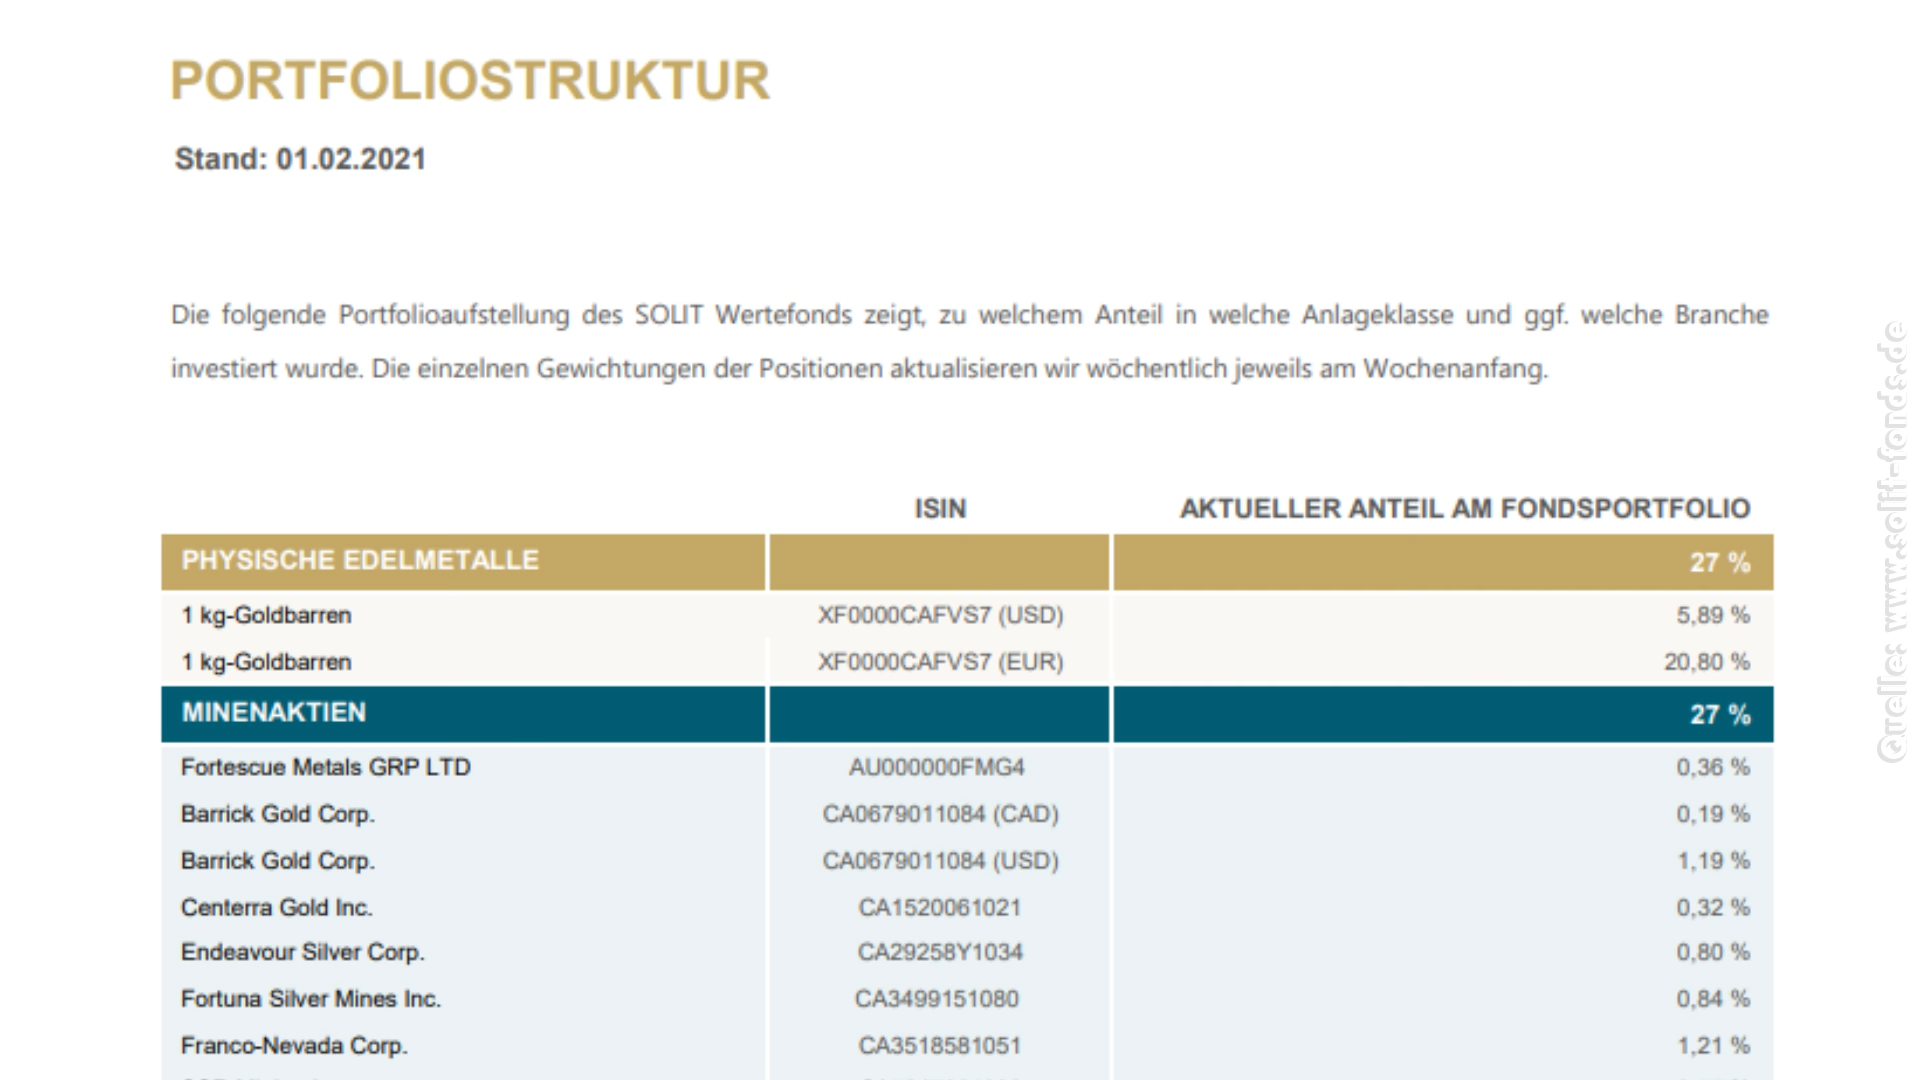 PORTFOLIOSTRUKTUR
Stand: 01.02.2021
Die folgende Portfolioaufstellung des SOLIT Wertefonds zeigt, zu welchem Anteil in welche Anlageklasse und ggf. welche Branche
investiert wurde. Die einzelnen Gewichtungen der Positionen aktualisieren wir wöchentlich jeweils am Wochenanfang.
ISIN AKTUELLER ANTEIL AM FONDSPORTFOLIO
PHYSISCHE EDELMETALLE 27 %
1 kg-Goldbarren XF0000CAFVS7 (USD) 5,89 %
1 kg-Goldbarren XF0000CAFVS7 (EUR) 20,80 %
MINENAKTIEN 27 %
Fortescue Metals GRP LTD AU000000FMG4 0,36 %
Barrick Gold Corp. CA0679011084 (CAD) 0,19 %
Barrick Gold Corp. CA0679011084 (USD) 1,19 %
Centerra Gold Inc. CA1520061021 0,32 %
Endeavour Silver Corp. CA29258Y1034 0,80 %
Fortuna Silver Mines Inc. CA3499151080 0,84 %
Franco-Nevada Corp. CA3518581051 1,21 %
Quelle: www.solit-fonds.de